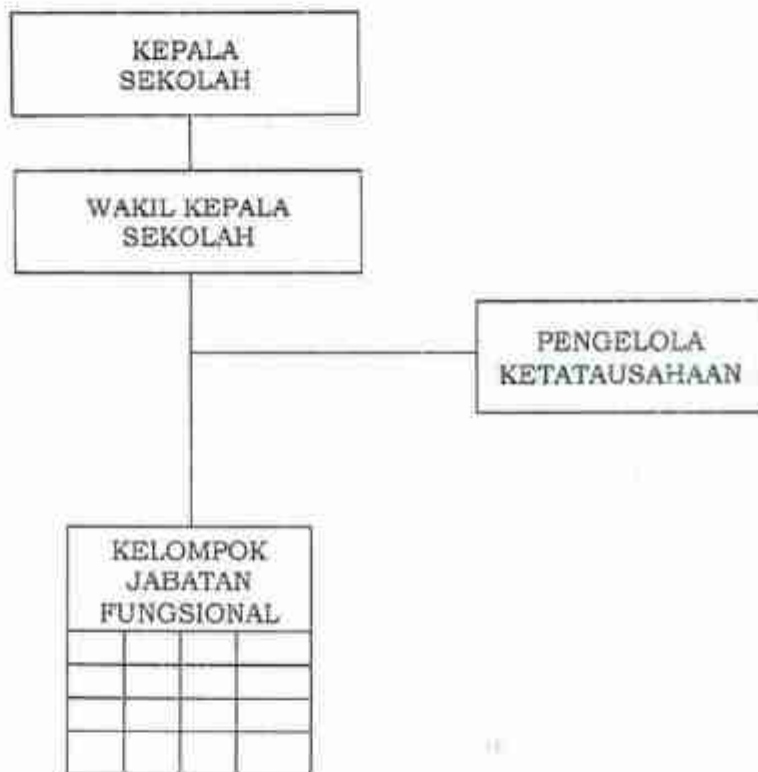 KEPALA
SEKOLAH
WAKIL KEPALA
SEKOLAH
PENGELOLA
KETATAUSAHAAN
KELOMPOK
JABATAN
FUNGSIONAL